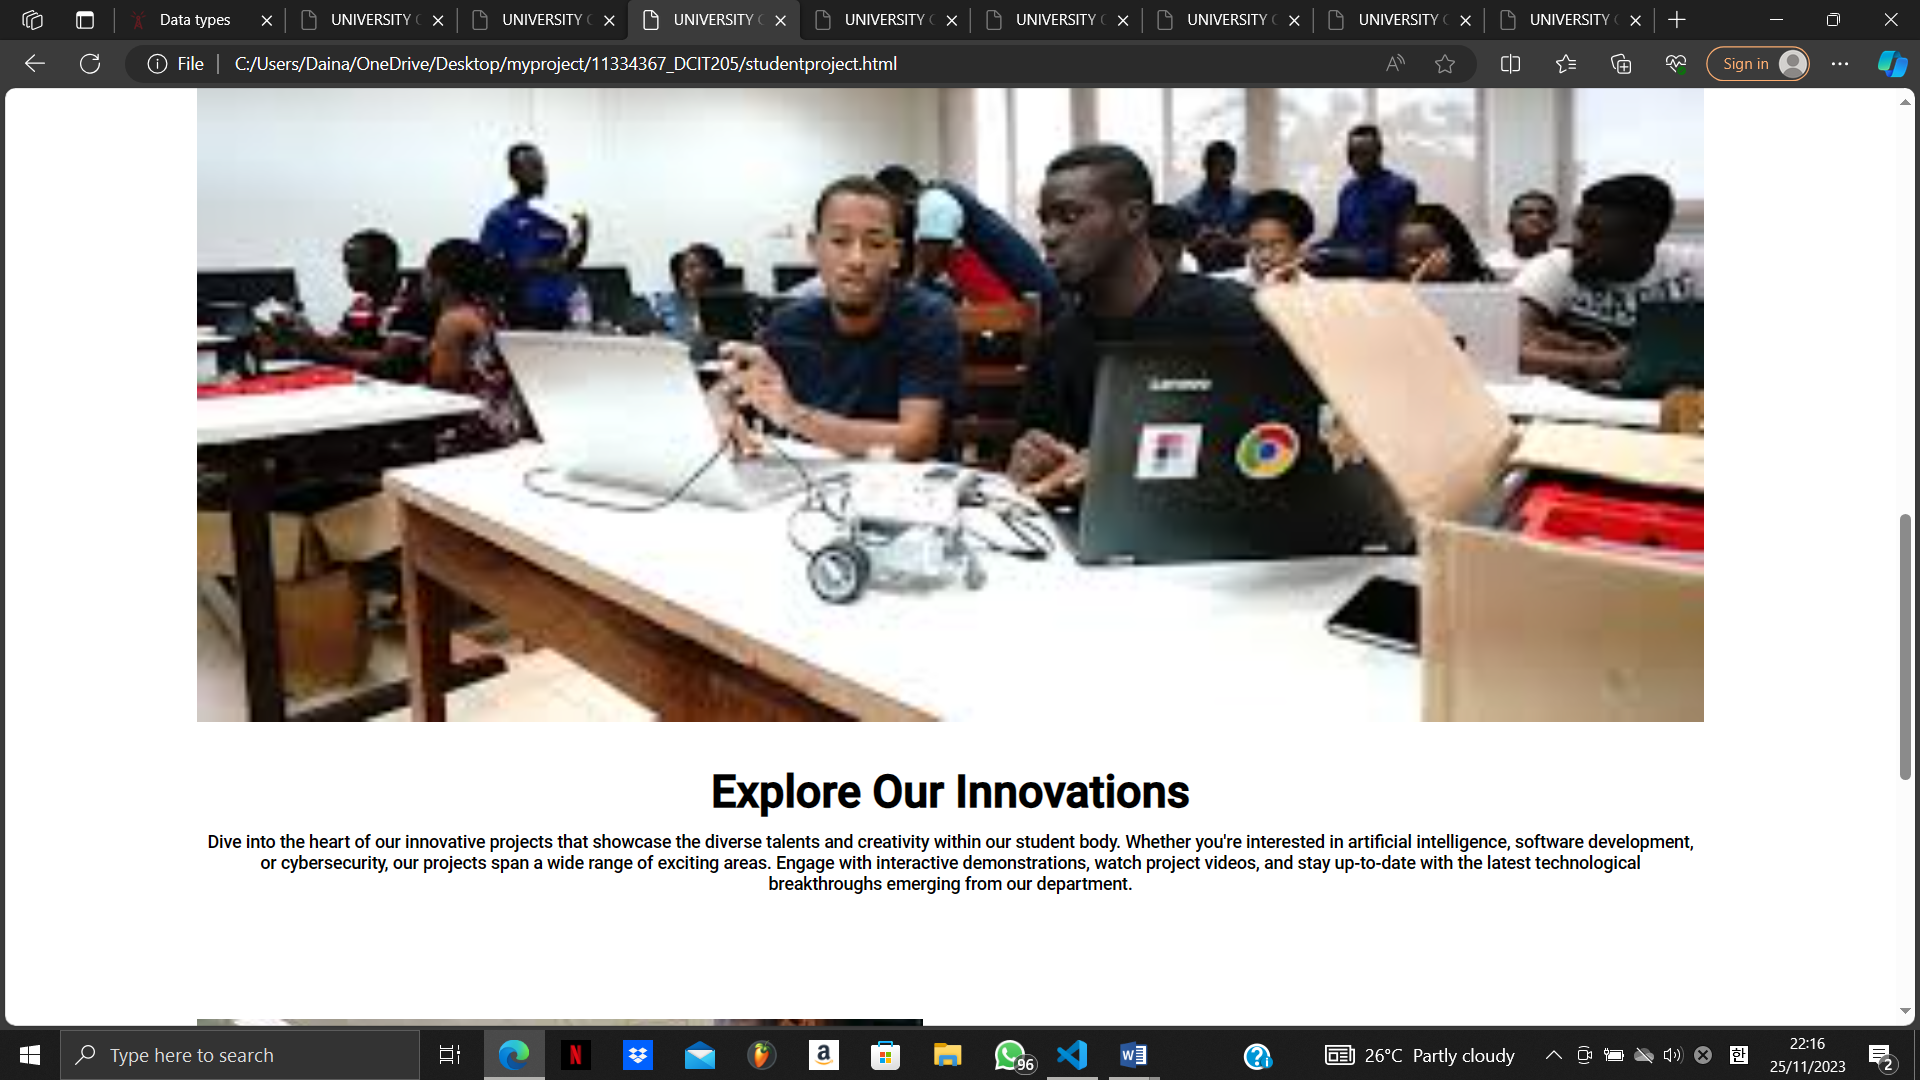 Data types
UNIVERSITY
UNIVERSITY
UNIVERSITY
UNIVERSITY
UNIVERSITY
UNIVERSITY
UNIVERSITY
UNIVERSITY
File
C:/Users/Daina/OneDrive/Desktop/myproject/11334367_DCIT205/studentproject.html
Sign in
Lenovo
Explore Our Innovations
Dive into the heart of our innovative projects that showcase the diverse talents and creativity within our student body. Whether you're interested in artificial intelligence, software development,
or cybersecurity, our projects span a wide range of exciting areas. Engage with interactive demonstrations, watch project videos, and stay up-to-date with the latest technological
breakthroughs emerging from our department.
Type here to search
96
26°C Partly cloudy
한
22:16
25/11/2023
2